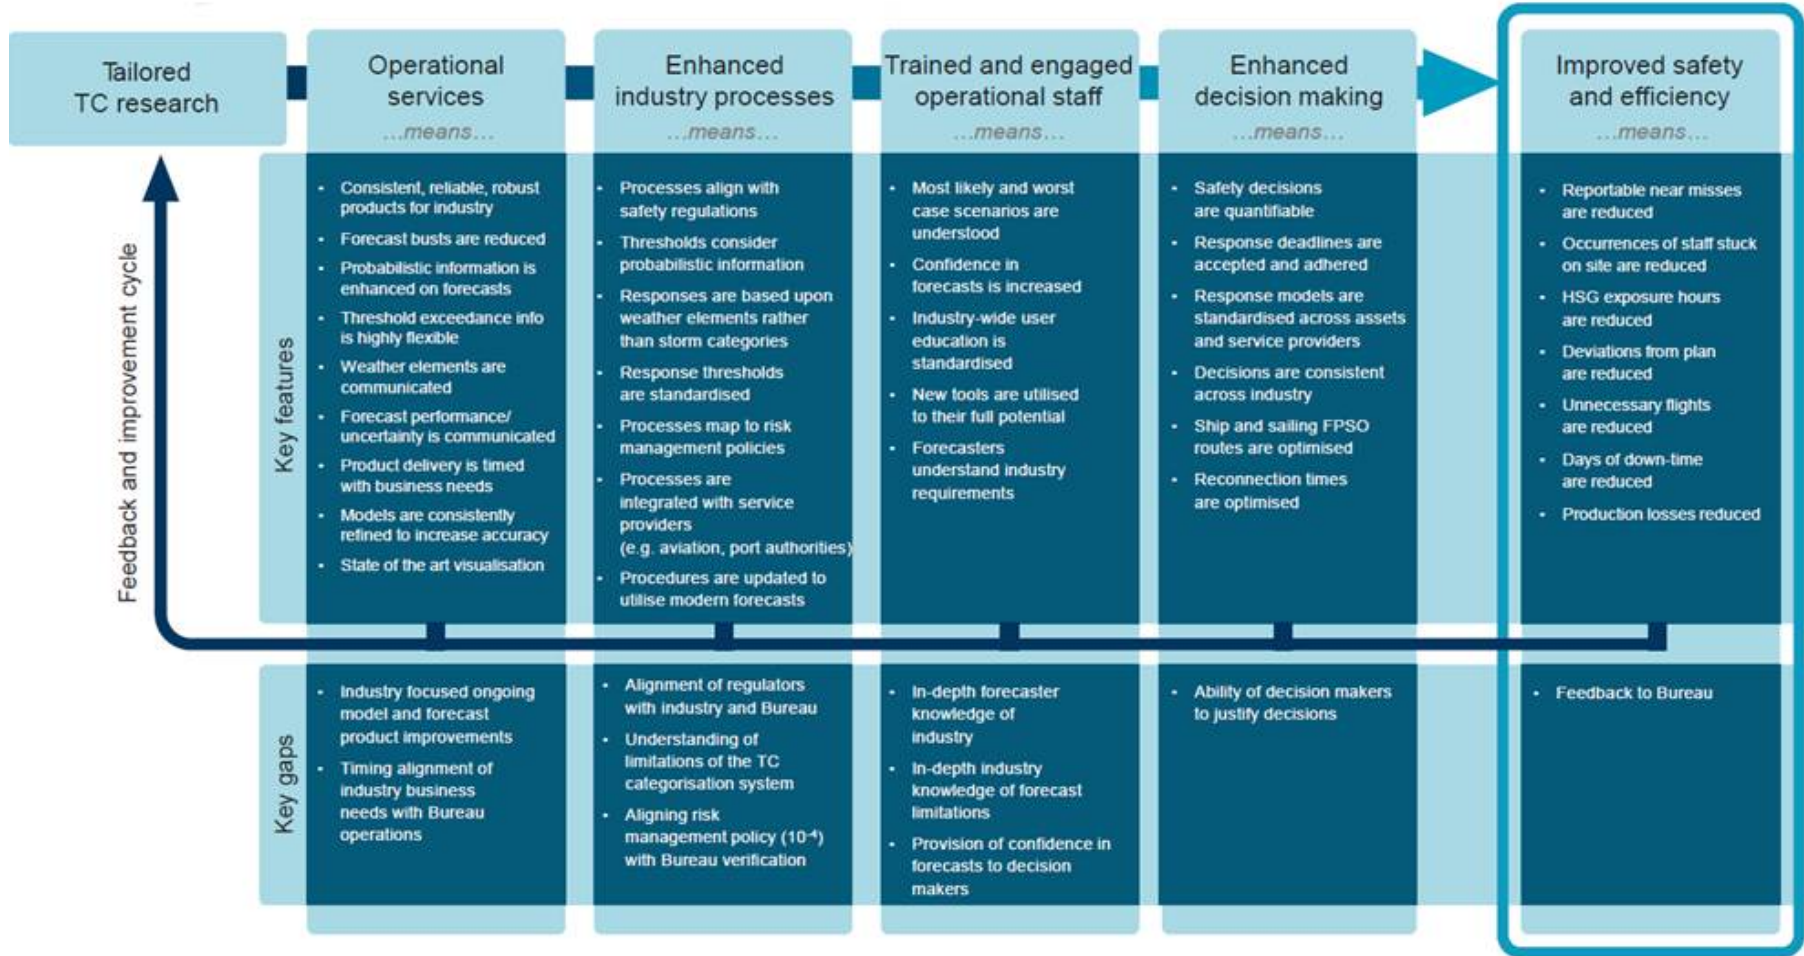 Tailored
TC research
Operational
services
...means...
Enhanced
industry processes
...means...
Trained and engaged
operational staff
...means...
Enhanced
decision making
...means...
Improved safety
and efficiency
...means...
Feedback and improvement cycle
Key features
• Consistent, reliable, robust
products for industry
• Forecast busts are reduced
• Probabilistic information is
enhanced on forecasts
• Threshold exceedance info
is highly flexible
• Weather elements are
communicated
• Forecast performance/
uncertainty is communicated
• Product delivery is timed
with business needs
• Models are consistently
refined to increase accuracy
• State of the art visualisation
• Processes align with
safety regulations
• Thresholds consider
probabilistic information
• Responses are based upon
weather elements rather
than storm categories
• Response thresholds
are standardised
• Processes map to risk
management policies
• Processes are
integrated with service
providers
(e.g. aviation, port authorities)
• Procedures are updated to
utilise modern forecasts
• Most likely and worst
case scenarios are
understood
• Confidence in
forecasts is increased
• Industry-wide user
education is
standardised
• New tools are utilised
to their full potential
• Forecasters
understand industry
requirements
• Safety decisions
are quantifiable
• Response deadlines are
accepted and adhered
• Response models are
standardised across assets
and service providers
• Decisions are consistent
across industry
• Ship and sailing FPSO
routes are optimised
• Reconnection times
are optimised
• Reportable near misses
are reduced
• Occurrences of staff stuck
on site are reduced
• HSG exposure hours
are reduced
• Deviations from plan
are reduced
• Unnecessary flights
are reduced
• Days of down-time
are reduced
• Production losses reduced
Key gaps
• Industry focused ongoing
model and forecast
product improvements
• Timing alignment of
industry business
needs with Bureau
operations
• Alignment of regulators
with industry and Bureau
• Understanding of
limitations of the TC
categorisation system
• Aligning risk
management policy (10⁻⁴)
with Bureau verification
• In-depth forecaster
knowledge of
industry
• In-depth industry
knowledge of forecast
limitations
• Provision of confidence in
forecasts to decision
makers
• Ability of decision makers
to justify decisions
• Feedback to Bureau